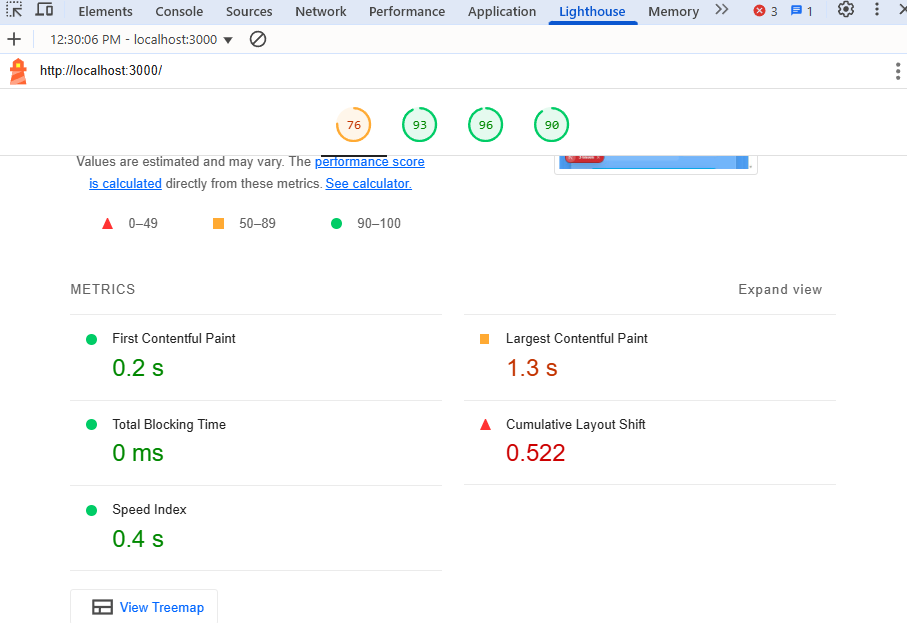 Elements Console Sources Network Performance Application Lighthouse Memory 3 1
12:30:06 PM - localhost:3000
http://localhost:3000/
76 93 96 90
Values are estimated and may vary. The performance score
is calculated directly from these metrics. See calculator.
0–49 50–89 90–100
METRICS Expand view
First Contentful Paint
0.2 s
Largest Contentful Paint
1.3 s
Total Blocking Time
0 ms
Cumulative Layout Shift
0.522
Speed Index
0.4 s
View Treemap